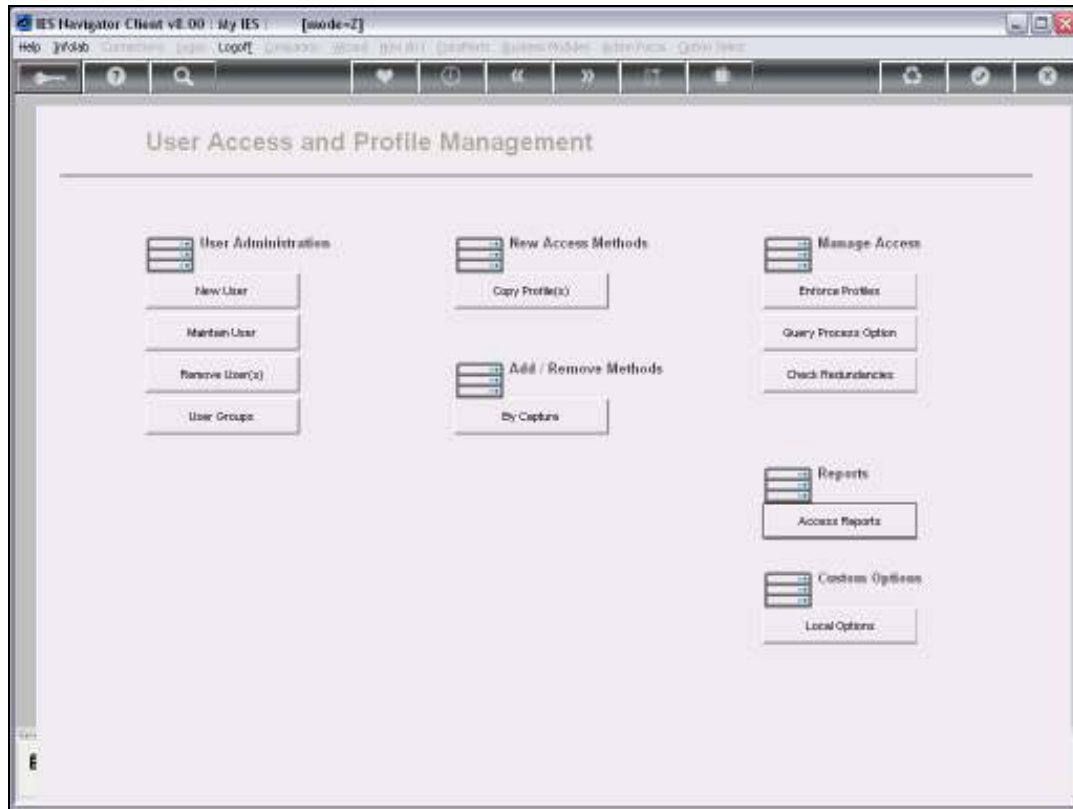 IES Navigator Client v8.00 : My IES : [mode=Z]
Help Infolab Logoff
User Access and Profile Management
User Administration
New User
Maintain User
Remove User(s)
User Groups
New Access Methods
Copy Profile(s)
Add / Remove Methods
By Capture
Manage Access
Enforce Profiles
Query Process Option
Check Redundancies
Reports
Access Reports
Custom Options
Local Options